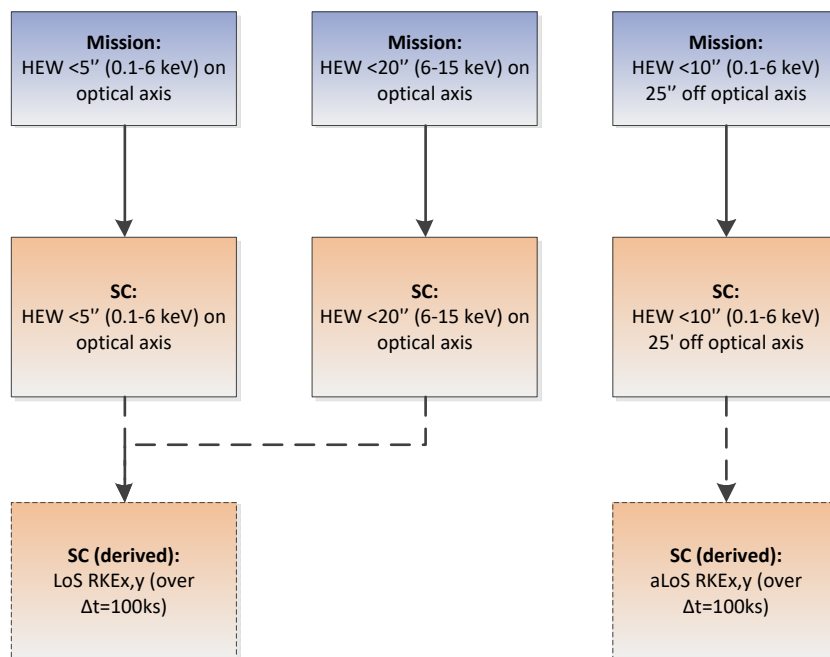 Mission:
HEW <5'' (0.1-6 keV) on
optical axis
Mission:
HEW <20'' (6-15 keV) on
optical axis
Mission:
HEW <10'' (0.1-6 keV)
25'' off optical axis
SC:
HEW <5'' (0.1-6 keV) on
optical axis
SC:
HEW <20'' (6-15 keV) on
optical axis
SC:
HEW <10'' (0.1-6 keV)
25' off optical axis
SC (derived):
LoS RKEx,y (over
Δt=100ks)
SC (derived):
aLoS RKEx,y (over
Δt=100ks)